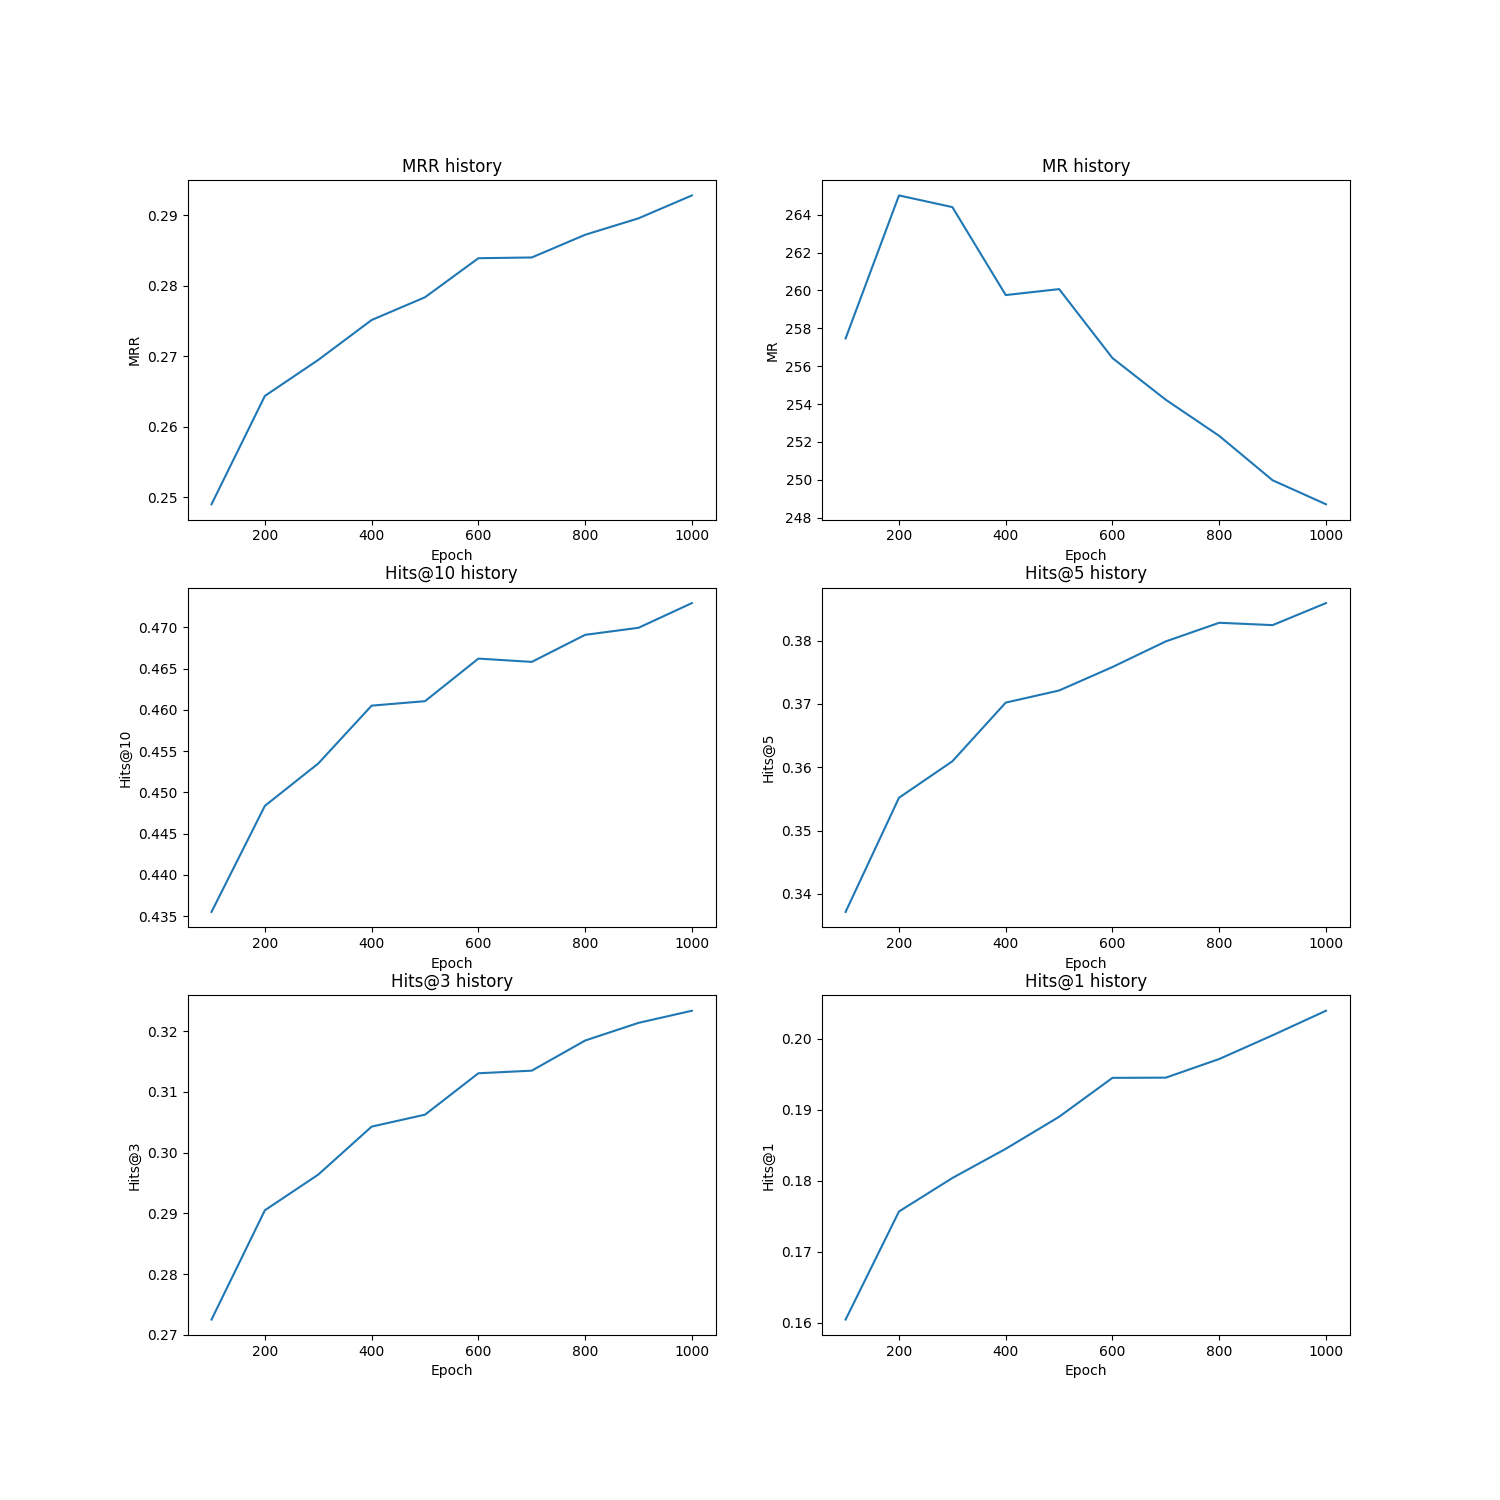 MRR history
MRR
0.29
0.28
0.27
0.26
0.25
200 400 600 800 1000
Epoch
MR history
MR
264
262
260
258
256
254
252
250
248
200 400 600 800 1000
Epoch
Hits@10 history
Hits@10
0.470
0.465
0.460
0.455
0.450
0.445
0.440
0.435
200 400 600 800 1000
Epoch
Hits@5 history
Hits@5
0.38
0.37
0.36
0.35
0.34
200 400 600 800 1000
Epoch
Hits@3 history
Hits@3
0.32
0.31
0.30
0.29
0.28
0.27
200 400 600 800 1000
Epoch
Hits@1 history
Hits@1
0.20
0.19
0.18
0.17
0.16
200 400 600 800 1000
Epoch